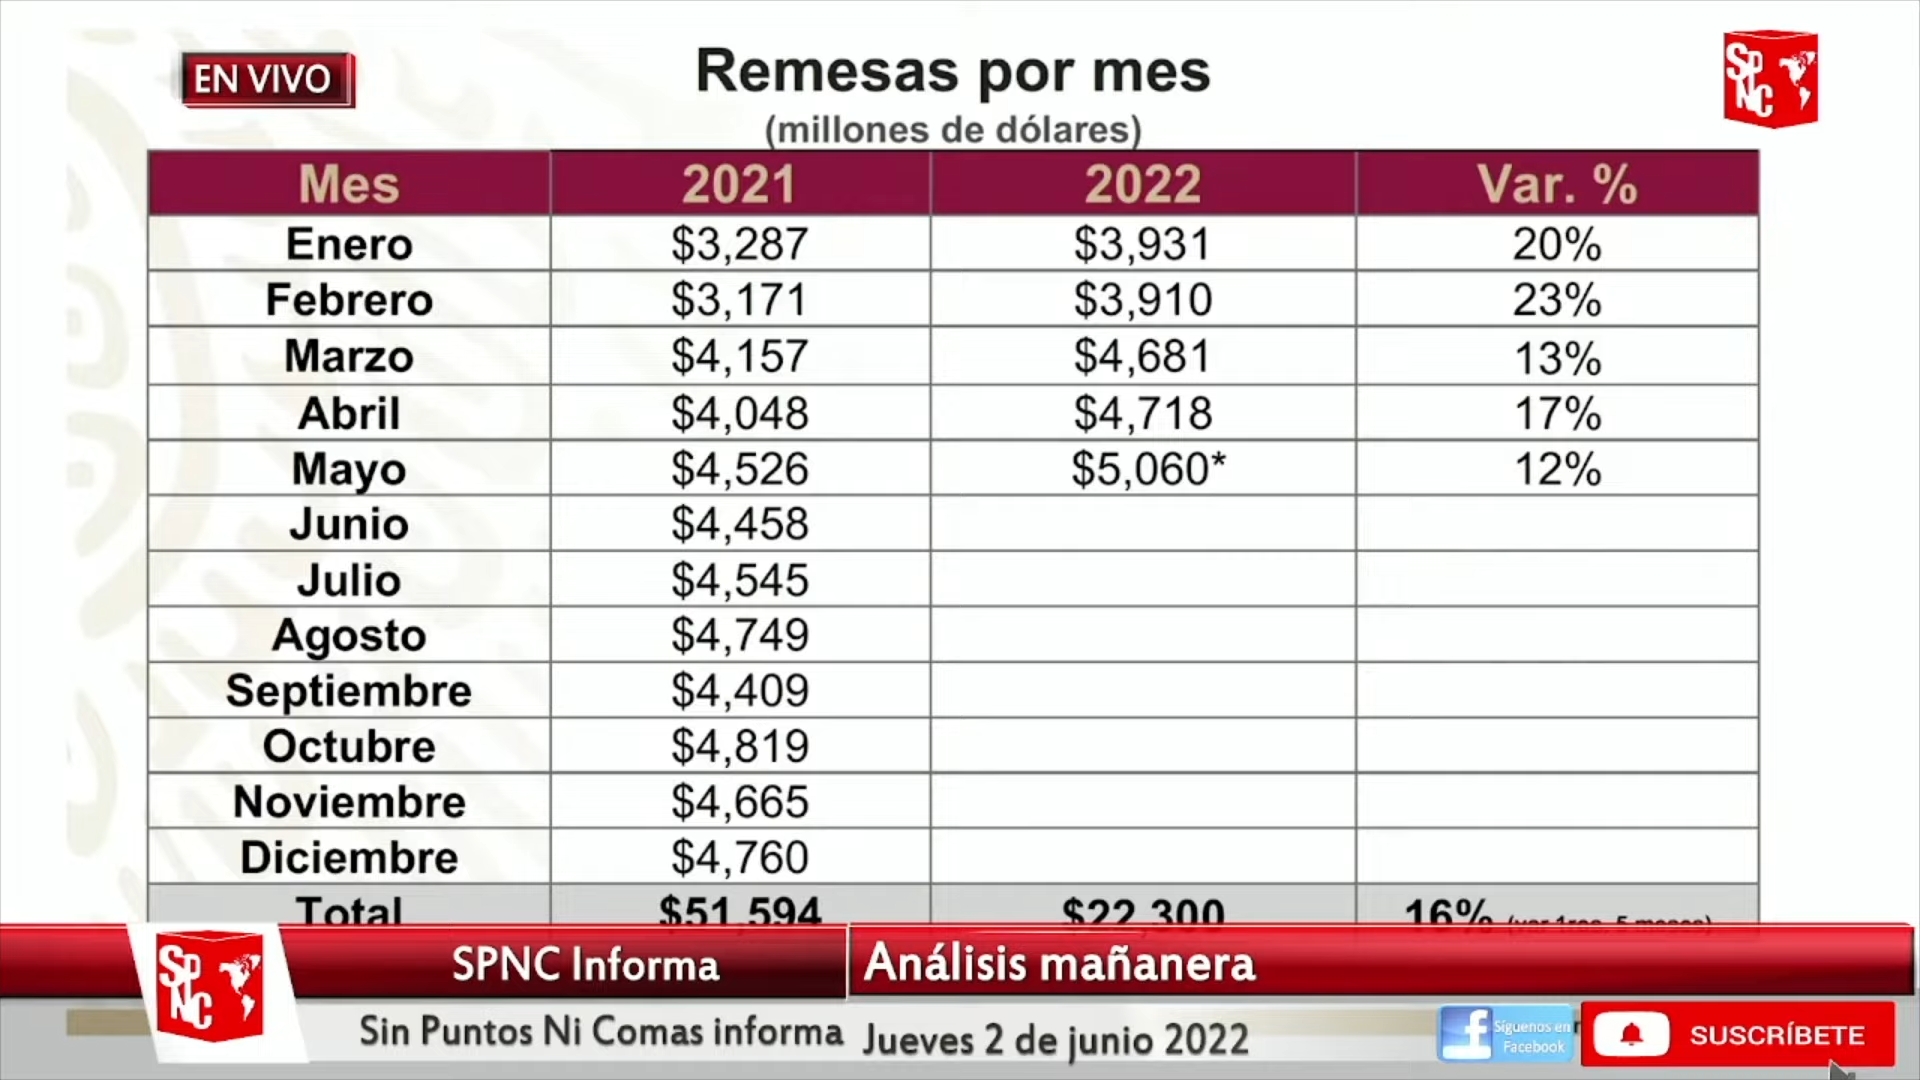 EN VIVO
Remesas por mes
(millones de dólares)
SP
NC
Mes 2021 2022 Var. %
Enero $3,287 $3,931 20%
Febrero $3,171 $3,910 23%
Marzo $4,157 $4,681 13%
Abril $4,048 $4,718 17%
Mayo $4,526 $5,060* 12%
Junio $4,458
Julio $4,545
Agosto $4,749
Septiembre $4,409
Octubre $4,819
Noviembre $4,665
Diciembre $4,760
Total $51,594 $22,300 16%
SP
NC
SPNC Informa Análisis mañanera
Sin Puntos Ni Comas informa Jueves 2 de junio 2022
Síguenos en
Facebook
SUSCRÍBETE